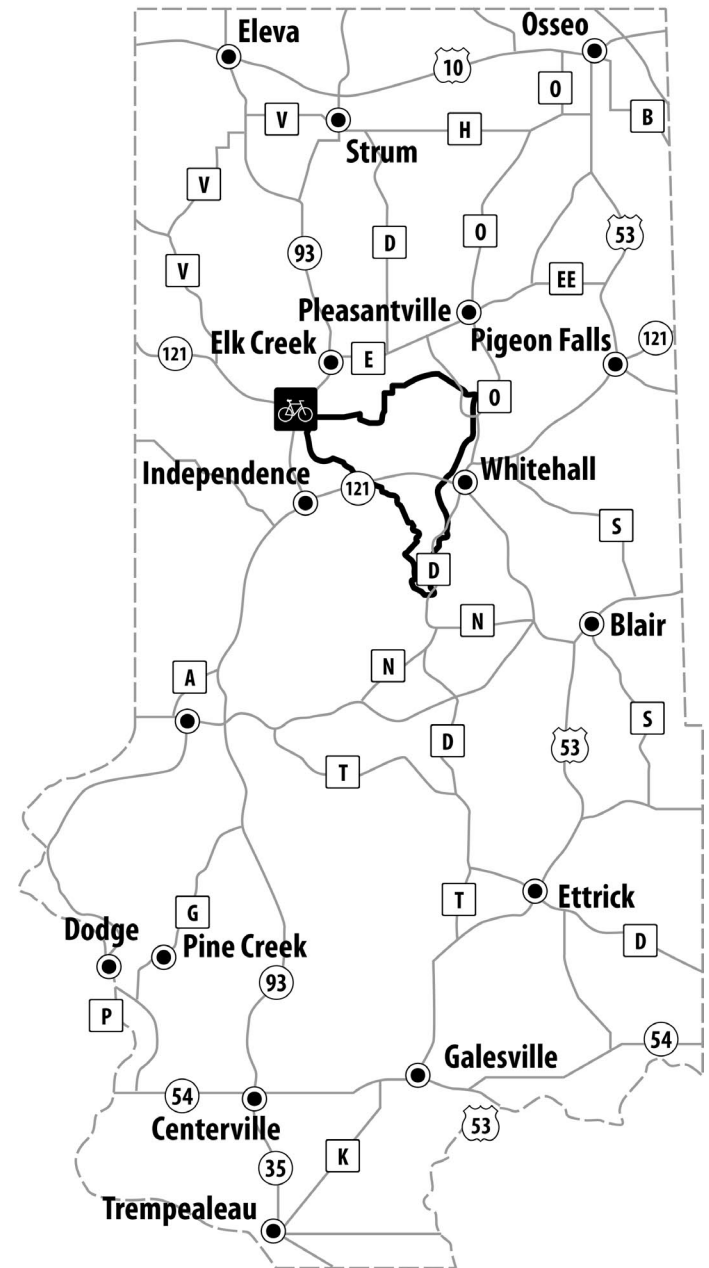 Osseo
Eleva
10
O
B
V
H
Strum
V
O
53
D
93
V
EE
Pleasantville
Pigeon Falls
121
Elk Creek
121
E
O
Whitehall
Independence
121
S
D
N
Blair
N
A
S
D
53
T
Ettrick
T
G
Dodge
Pine Creek
D
93
P
54
Galesville
54
53
Centerville
K
35
Trempealeau